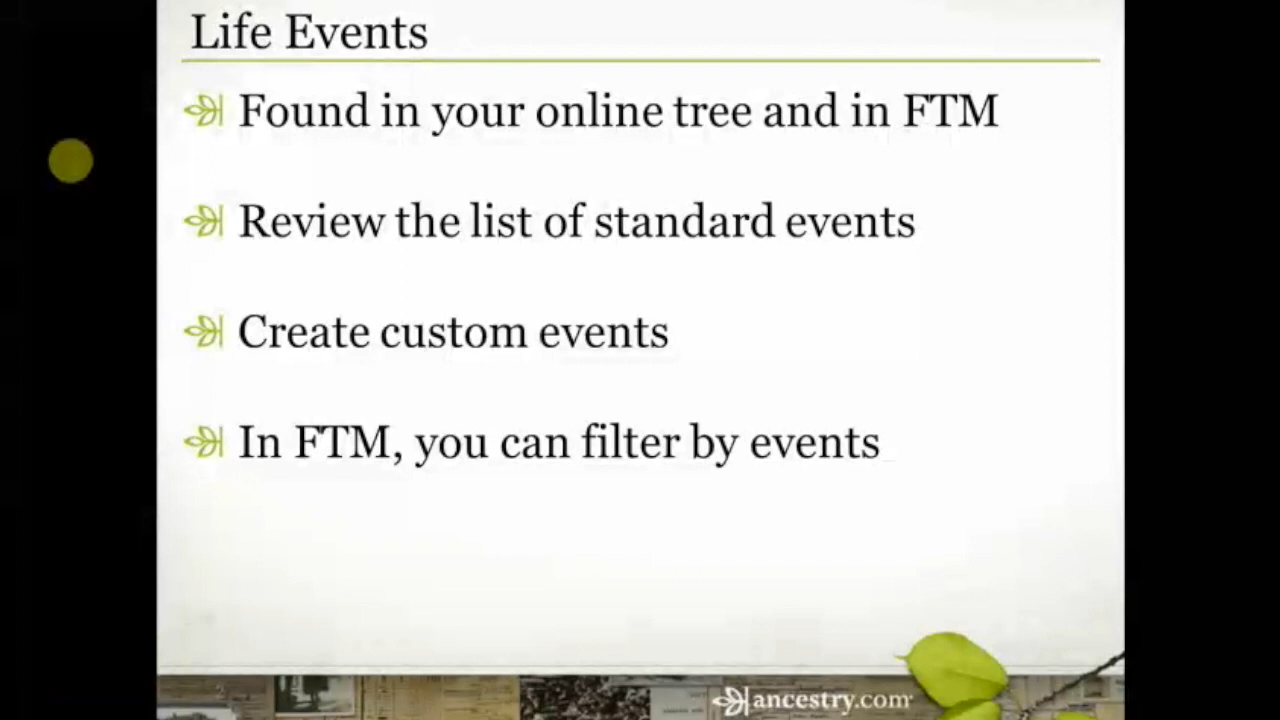 Life Events
Found in your online tree and in FTM
Review the list of standard events
Create custom events
In FTM, you can filter by events
ancestry.com